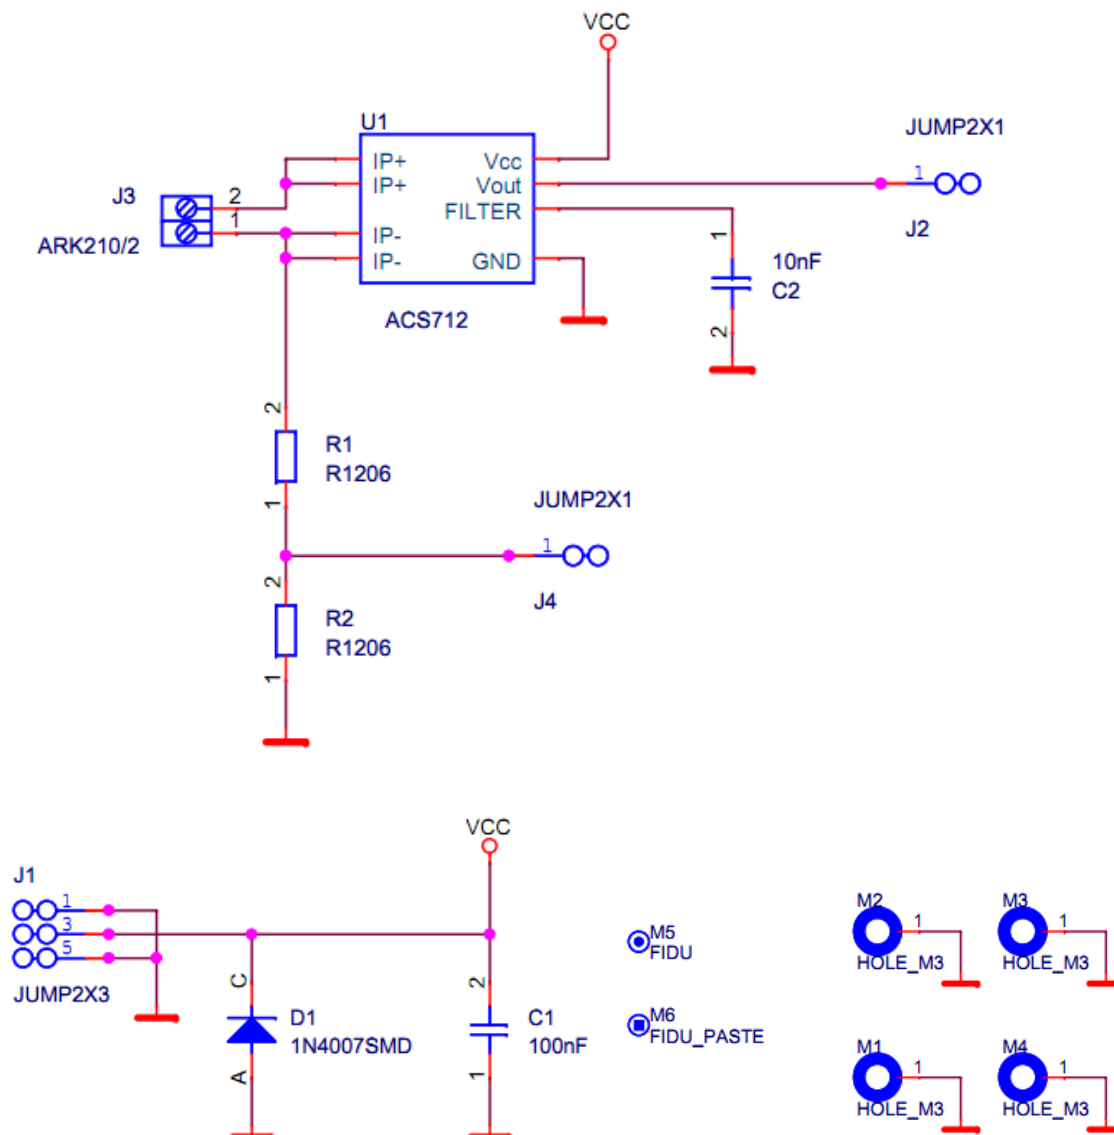 VCC
U1
JUMP2X1
IP+
Vcc
1
IP+
Vout
J3
2
FILTER
J2
1
ARK210/2
IP-
1
10nF
IP-
GND
C2
ACS712
2
2
R1
R1206
1
JUMP2X1
1
2
J4
R2
R1206
1
VCC
J1
1
3
5
JUMP2X3
C
D1
1N4007SMD
A
2
C1
100nF
1
M5
FIDU
M6
FIDU_PASTE
M2
1
HOLE_M3
M3
1
HOLE_M3
M1
1
HOLE_M3
M4
1
HOLE_M3